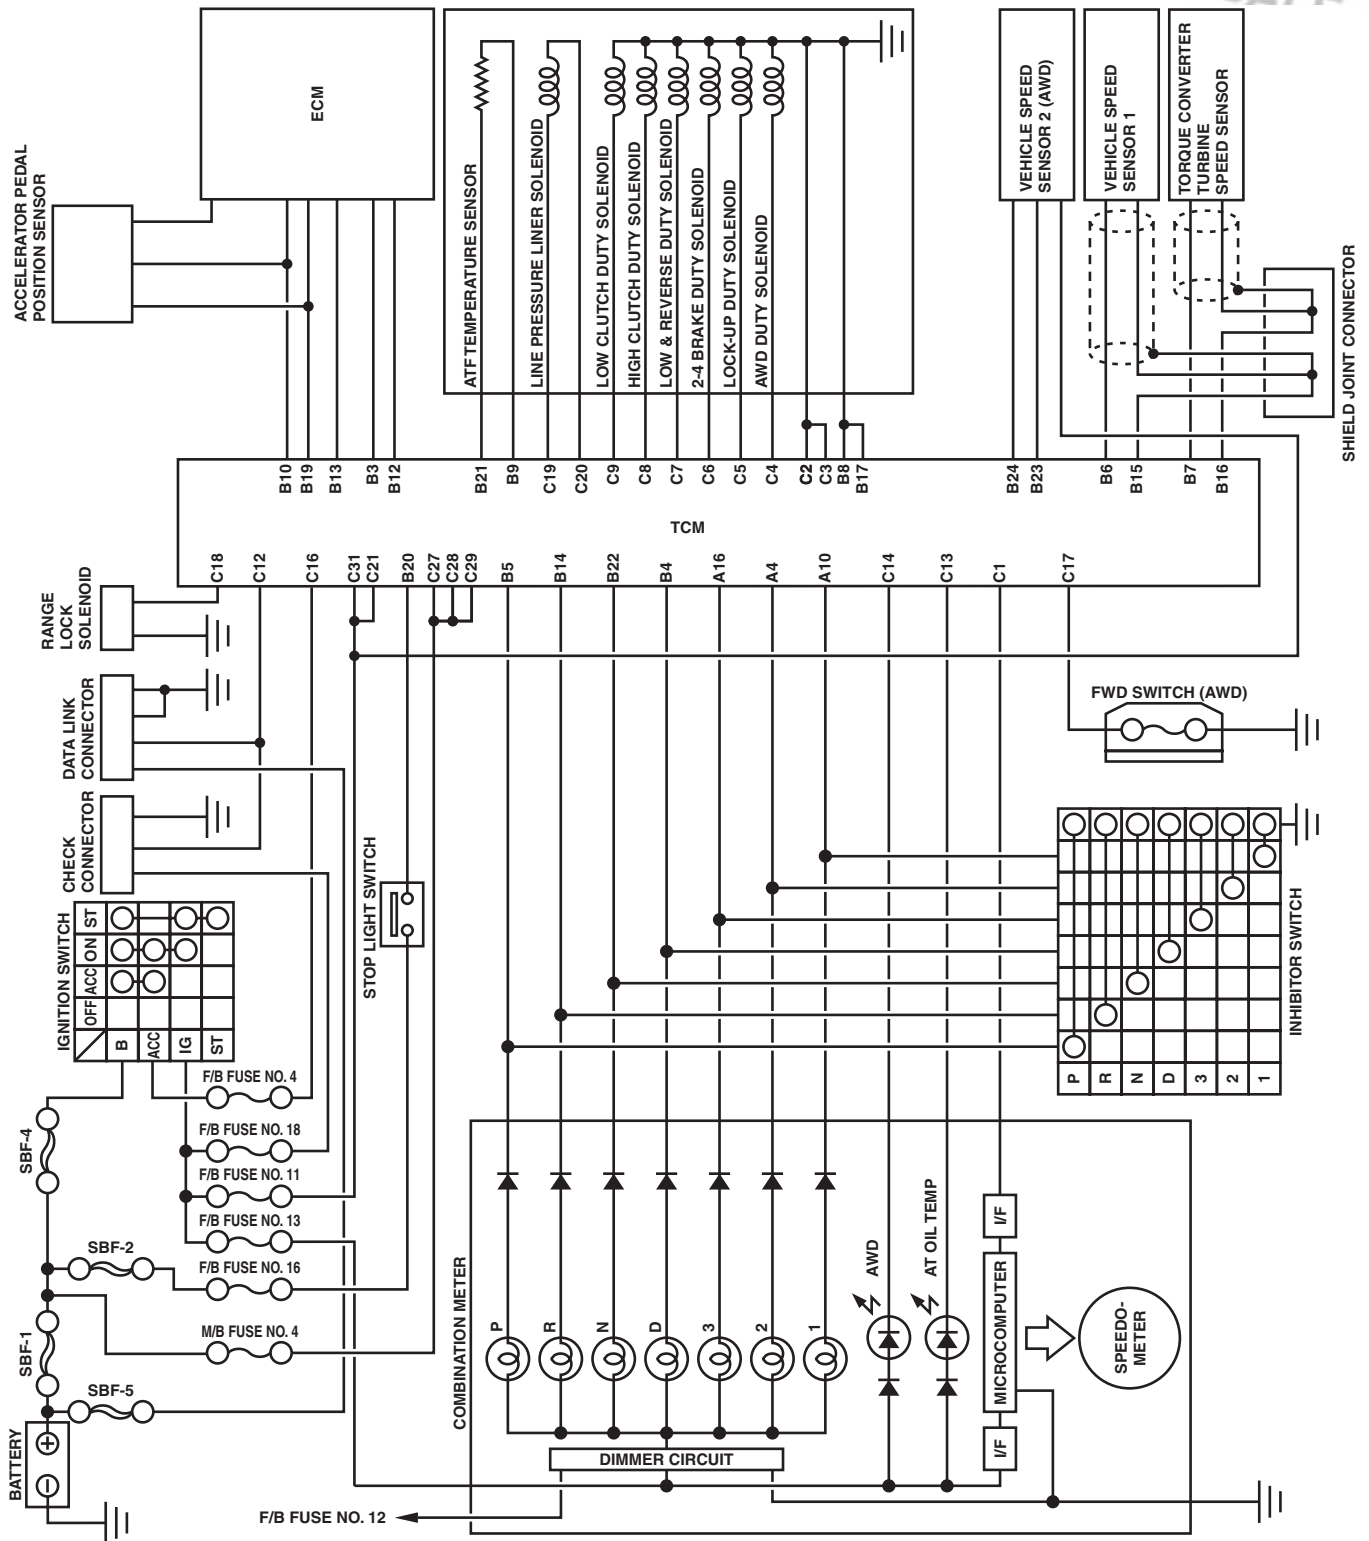 ACCELERATOR PEDAL
POSITION SENSOR
ECM
ATF TEMPERATURE SENSOR
LINE PRESSURE LINER SOLENOID
LOW CLUTCH DUTY SOLENOID
HIGH CLUTCH DUTY SOLENOID
LOW & REVERSE DUTY SOLENOID
2-4 BRAKE DUTY SOLENOID
LOCK-UP DUTY SOLENOID
AWD DUTY SOLENOID
VEHICLE SPEED
SENSOR 2 (AWD)
VEHICLE SPEED
SENSOR 1
TORQUE CONVERTER
TURBINE
SPEED SENSOR
SHIELD JOINT CONNECTOR
B10
B19
B13
B3
B12
B21
B9
C19
C20
C9
C8
C7
C6
C5
C4
C2
C3
B8
B17
B24
B23
B6
B15
B7
B16
TCM
C18
C12
C16
C31
C21
B20
C27
C28
C29
B5
B14
B22
B4
A16
A4
A10
C14
C13
C1
C17
RANGE
LOCK
SOLENOID
DATA LINK
CONNECTOR
CHECK
CONNECTOR
STOP LIGHT SWITCH
FWD SWITCH (AWD)
IGNITION SWITCH
OFF
ACC
ON
ST
B
ACC
IG
ST
INHIBITOR SWITCH
P
R
N
D
3
2
1
SBF-4
F/B FUSE NO. 4
F/B FUSE NO. 18
F/B FUSE NO. 11
F/B FUSE NO. 13
SBF-2
F/B FUSE NO. 16
SBF-1
M/B FUSE NO. 4
SBF-5
BATTERY
COMBINATION METER
P
R
N
D
3
2
1
AWD
AT OIL TEMP
I/F
MICROCOMPUTER
I/F
SPEEDO-
METER
DIMMER CIRCUIT
F/B FUSE NO. 12